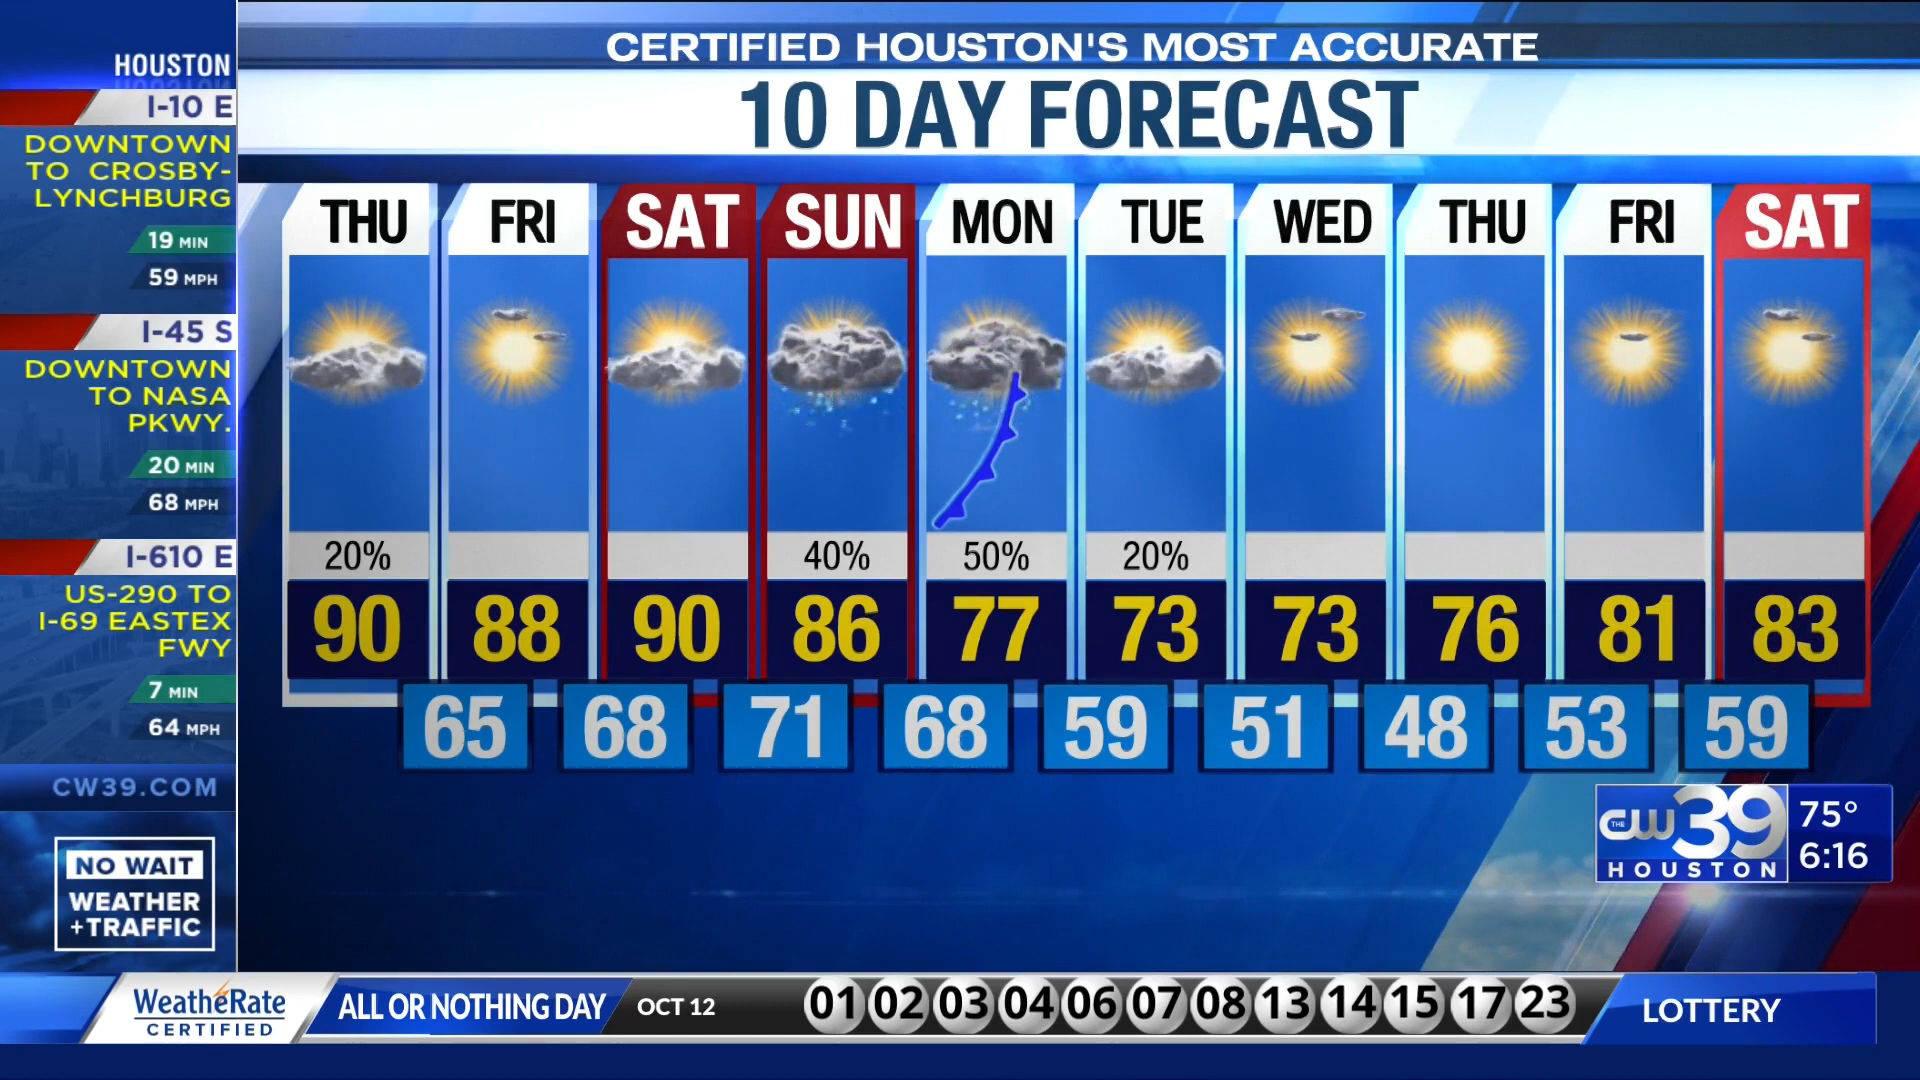 HOUSTON
I-10 E
DOWNTOWN
TO CROSBY-
LYNCHBURG
19 MIN
59 MPH
I-45 S
DOWNTOWN
TO NASA
PKWY.
20 MIN
68 MPH
I-610 E
US-290 TO
I-69 EASTEX
FWY
7 MIN
64 MPH
CW39.COM
NO WAIT
WEATHER
+TRAFFIC
CERTIFIED HOUSTON'S MOST ACCURATE
10 DAY FORECAST
THU FRI SAT SUN MON TUE WED THU FRI SAT
20% 40% 50% 20%
90 88 90 86 77 73 73 76 81 83
65 68 71 68 59 51 48 53 59
THE CW 39
HOUSTON
75°
6:16
WeatheRate
CERTIFIED
ALL OR NOTHING DAY OCT 12 01 02 03 04 06 07 08 13 14 15 17 23 LOTTERY